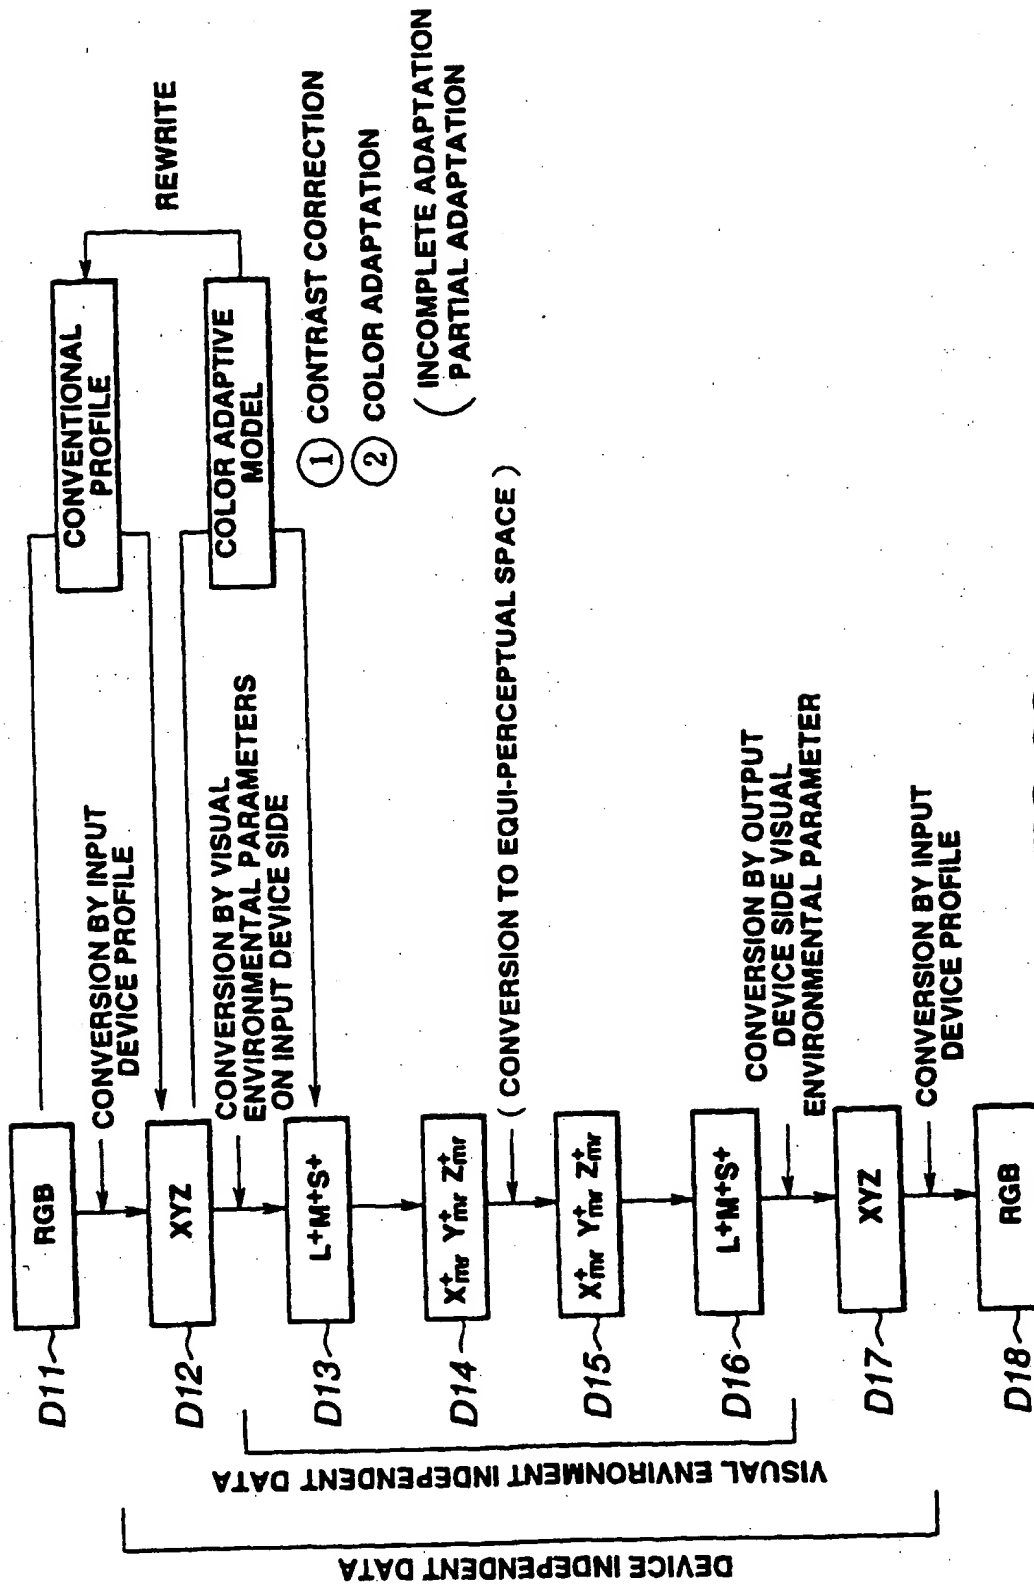 REWRITE
CONVENTIONAL
PROFILE
COLOR ADAPTIVE
MODEL
① CONTRAST CORRECTION
② COLOR ADAPTATION
( INCOMPLETE ADAPTATION
PARTIAL ADAPTATION
CONVERSION BY INPUT
DEVICE PROFILE
CONVERSION BY VISUAL
ENVIRONMENTAL PARAMETERS
ON INPUT DEVICE SIDE
( CONVERSION TO EQUI-PERCEPTUAL SPACE )
CONVERSION BY OUTPUT
DEVICE SIDE VISUAL
ENVIRONMENTAL PARAMETER
CONVERSION BY INPUT
DEVICE PROFILE
RGB
XYZ
L+M+S+
X+mr Y+mr Z+mr
X+mr Y+mr Z+mr
L+M+S+
XYZ
RGB
D11
D12
D13
D14
D15
D16
D17
D18
VISUAL ENVIRONMENT INDEPENDENT DATA
DEVICE INDEPENDENT DATA